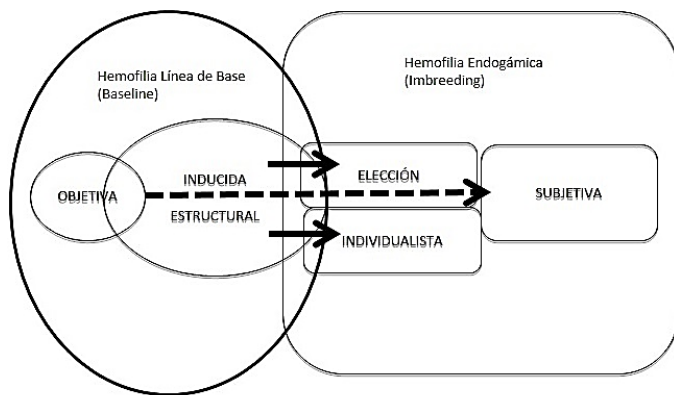 Hemofilia Línea de Base
(Baseline)
Hemofilia Endogámica
(Imbreeding)
OBJETIVA
INDUCIDA
ESTRUCTURAL
ELECCIÓN
INDIVIDUALISTA
SUBJETIVA